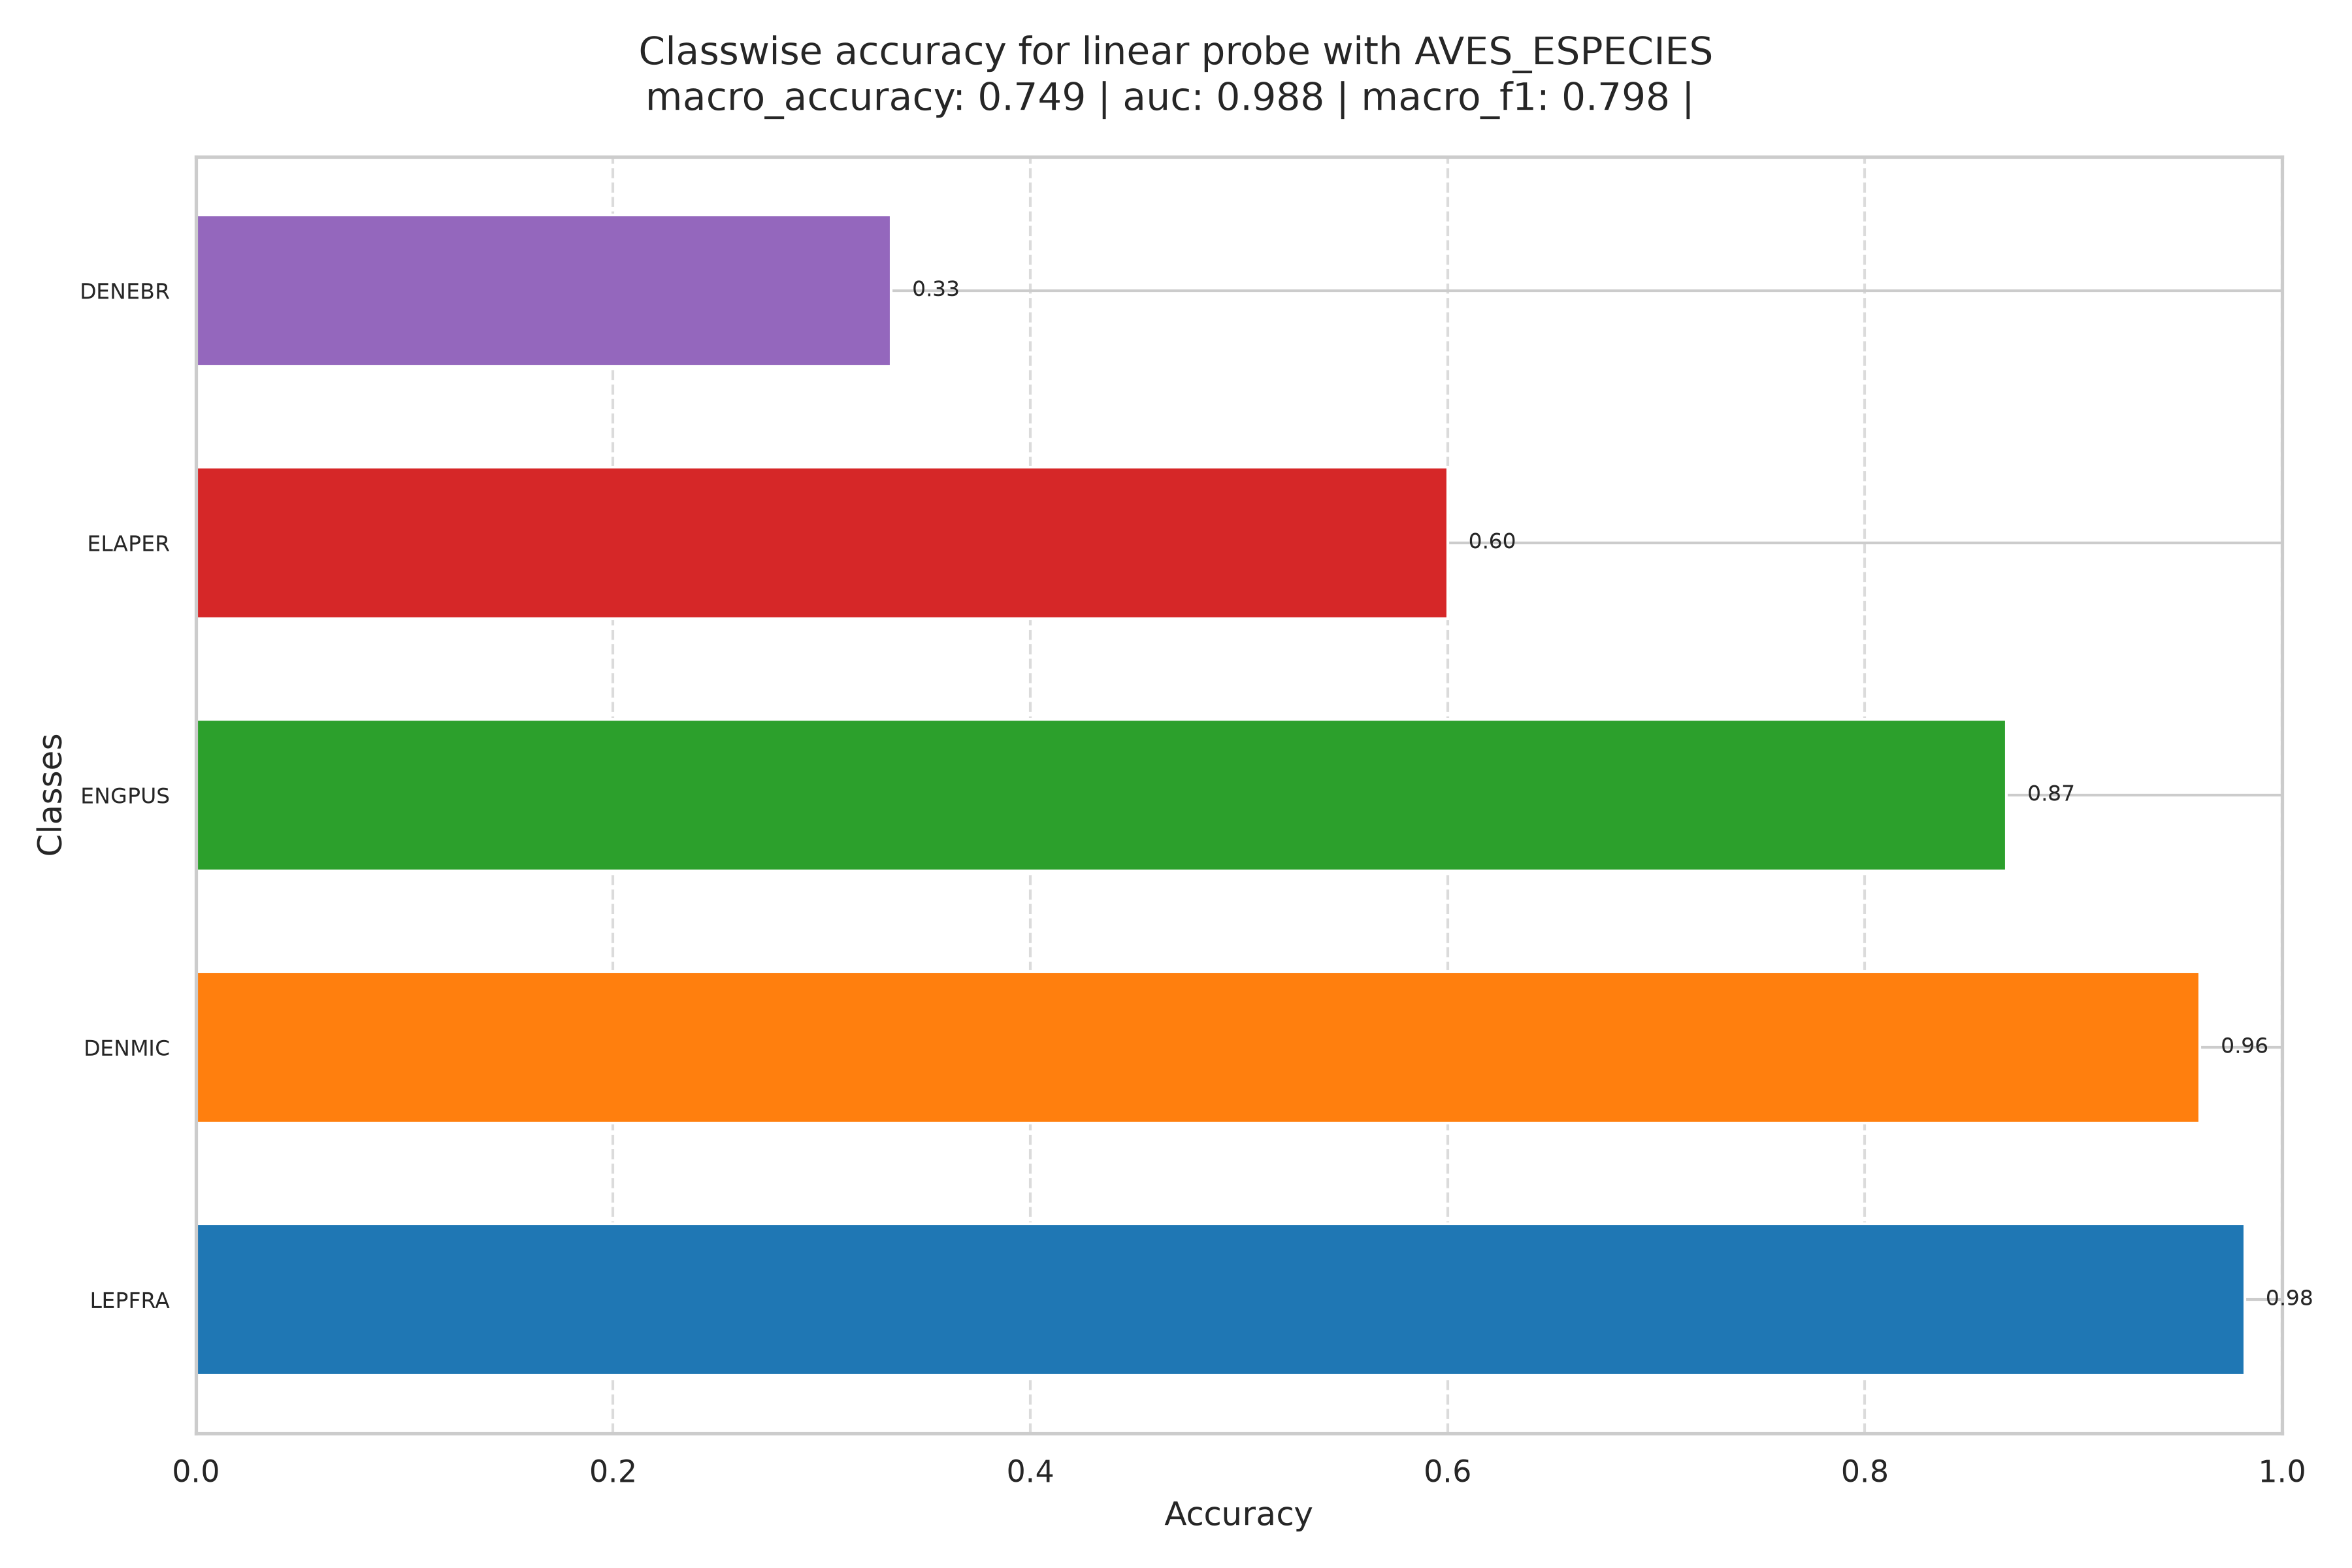 Classwise accuracy for linear probe with AVES_ESPECIES
macro_accuracy: 0.749 | auc: 0.988 | macro_f1: 0.798 |
DENEBR
0.33
ELAPER
0.60
Classes
ENGPUS
0.87
DENMIC
0.96
LEPFRA
0.98
0.0 0.2 0.4 0.6 0.8 1.0
Accuracy